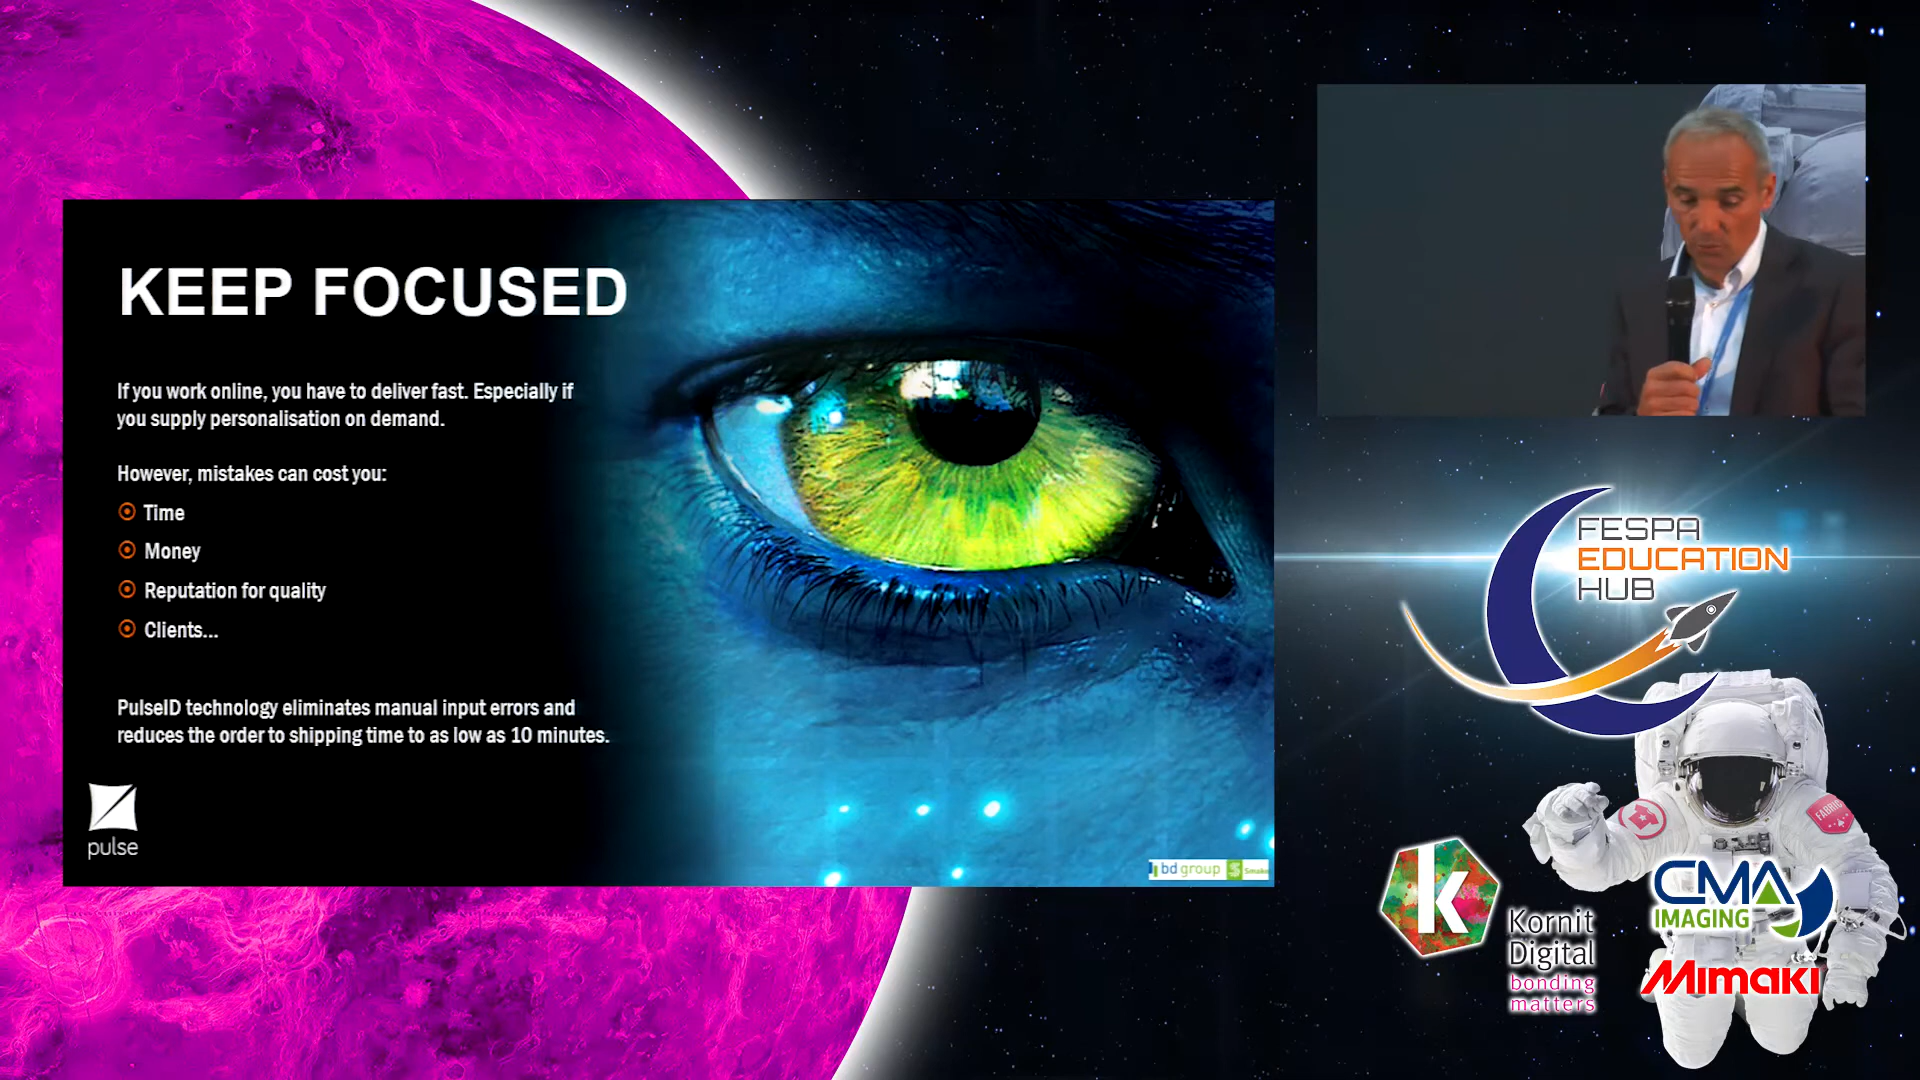 KEEP FOCUSED
If you work online, you have to deliver fast. Especially if
you supply personalisation on demand.
However, mistakes can cost you:
Time
Money
Reputation for quality
Clients...
PulseID technology eliminates manual input errors and
reduces the order to shipping time to as low as 10 minutes.
pulse
bd group
S
Smake
FESPA
EDUCATION
HUB
FABRIC
k
Kornit
Digital
bonding
matters
CMA
IMAGING
Mimaki